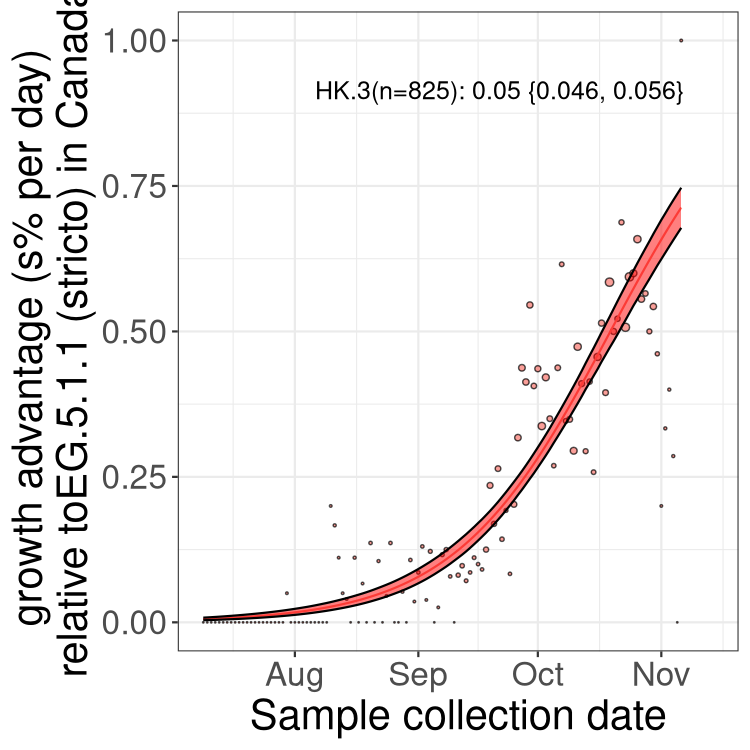 growth advantage (s% per day)
relative toEG.5.1.1 (stricto) in Canada
1.00
0.75
0.50
0.25
0.00
HK.3(n=825): 0.05 {0.046, 0.056}
Aug Sep Oct Nov
Sample collection date